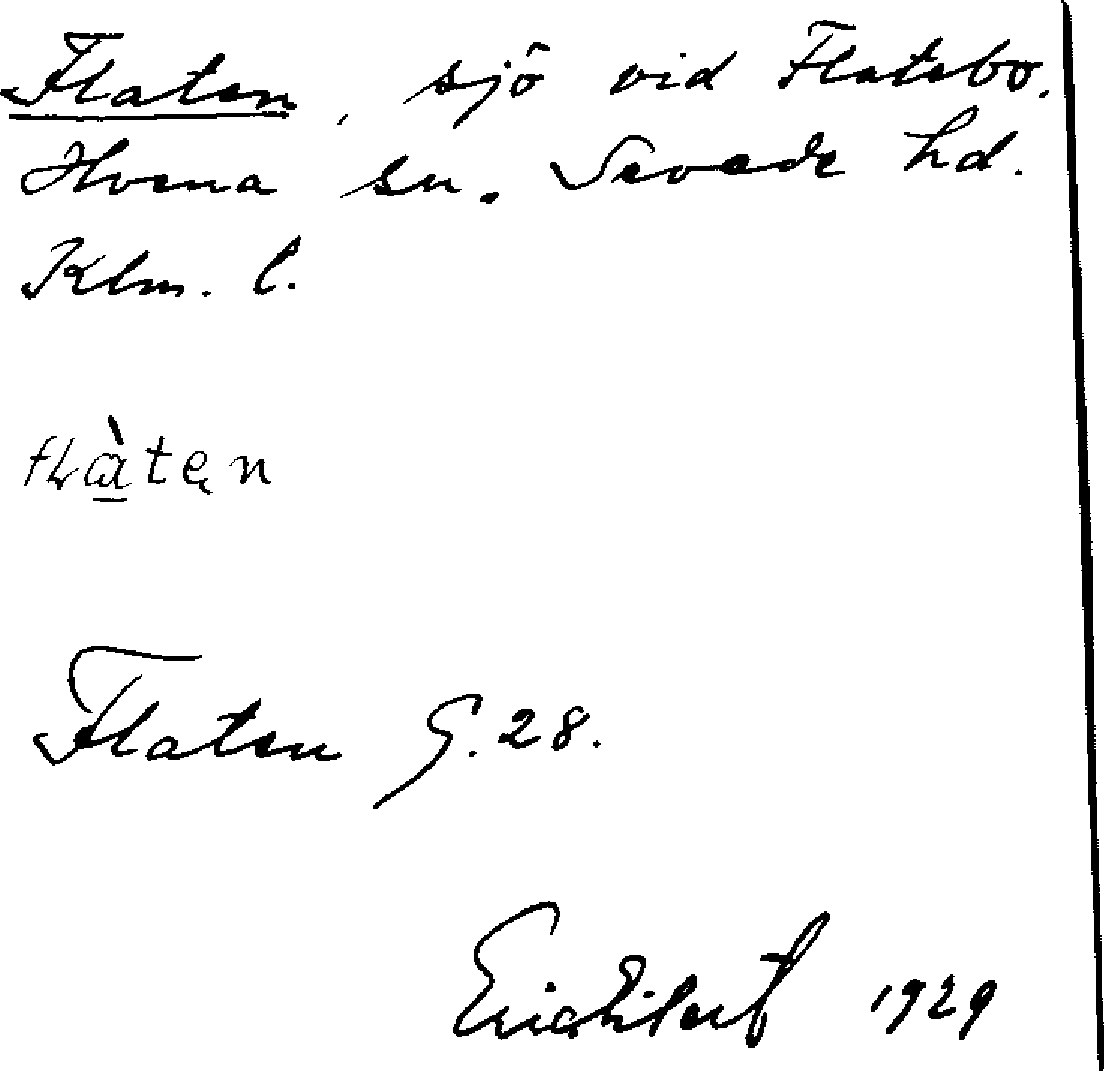 Flaten, sjö vid Flatebo.
Hvena sn. Sevede hd.
Klm. l.
flàten
Flaten G. 28.
1929